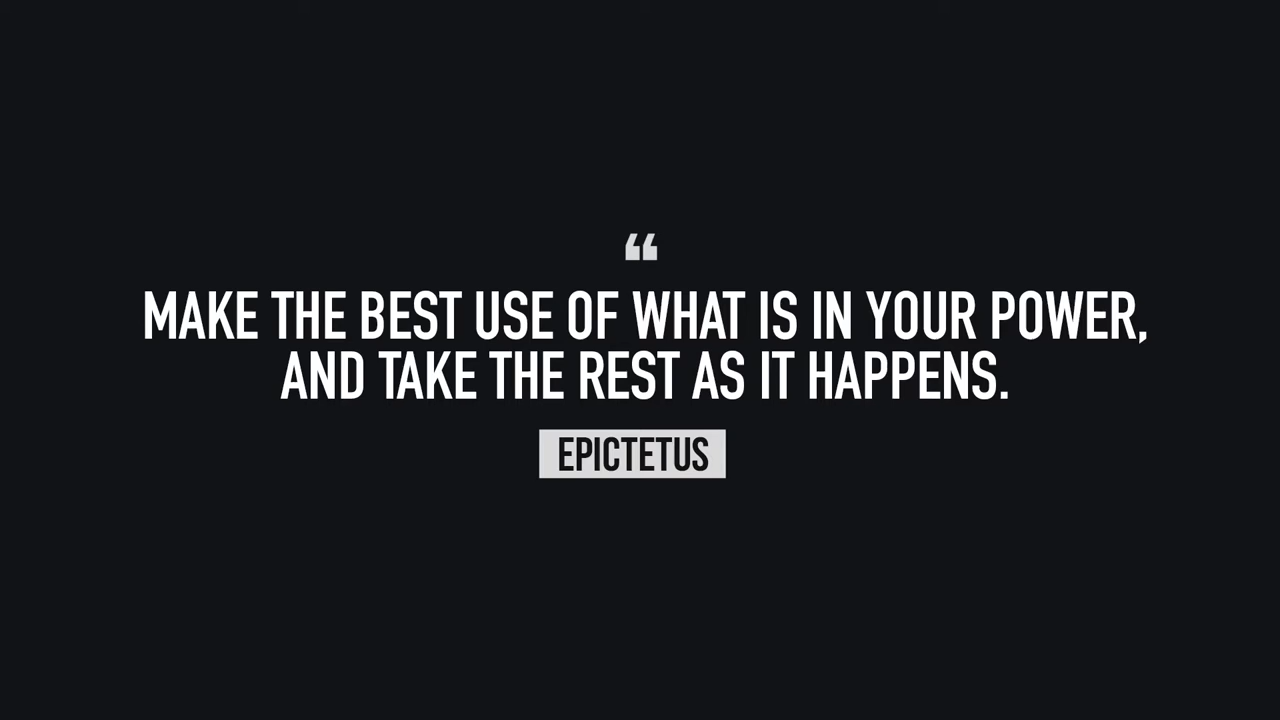 “
MAKE THE BEST USE OF WHAT IS IN YOUR POWER,
AND TAKE THE REST AS IT HAPPENS.
EPICTETUS